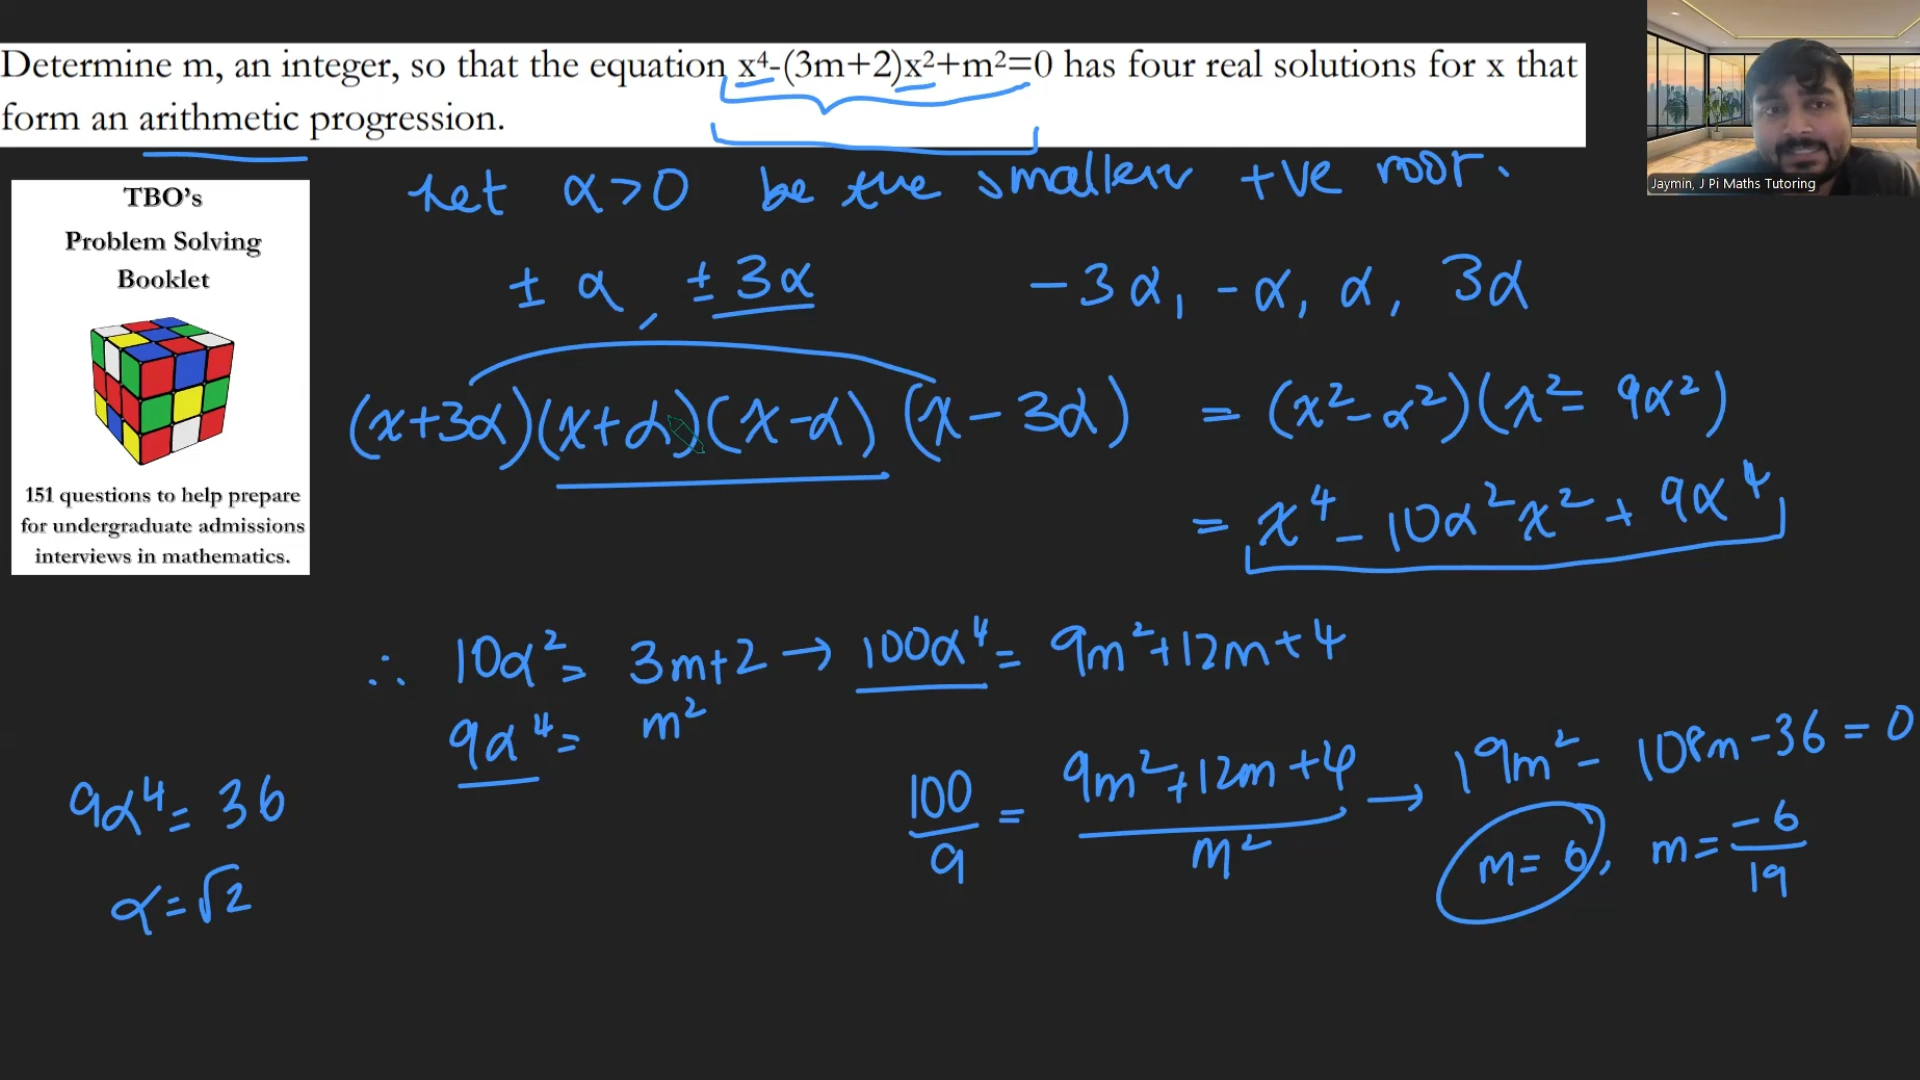 Determine m, an integer, so that the equation x⁴-(3m+2)x²+m²=0 has four real solutions for x that
form an arithmetic progression.
Jaymin, J Pi Maths Tutoring
TBO's
Problem Solving
Booklet
151 questions to help prepare
for undergraduate admissions
interviews in mathematics.
Let α>0 be the smaller +ve root.
± α, ± 3α -3α, -α, α, 3α
(x+3α)(x+α)(x-α)(x-3α) = (x²-α²)(x²-9α²)
= x⁴ - 10α²x² + 9α⁴
∴ 10α² = 3m+2 → 100α⁴ = 9m²+12m+4
9α⁴ = m²
100/9 = (9m²+12m+4)/m² → 19m² - 108m - 36 = 0
m = 6, m = -6/19
9α⁴ = 36
α = √2